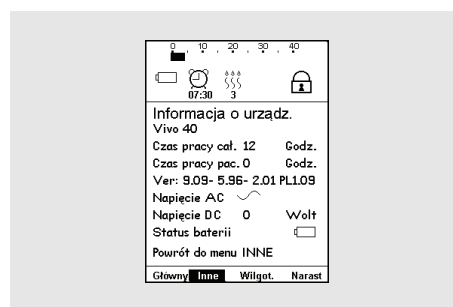 0 10 20 30 40
07:30 3
Informacja o urządz.
Vivo 40
Czas pracy cał. 12 Godz.
Czas pracy pac. 0 Godz.
Ver: 9.09- 5.96- 2.01 PL1.09
Napięcie AC
Napięcie DC 0 Wolt
Status baterii
Powrót do menu INNE
Główny Inne Wilgot. Narast